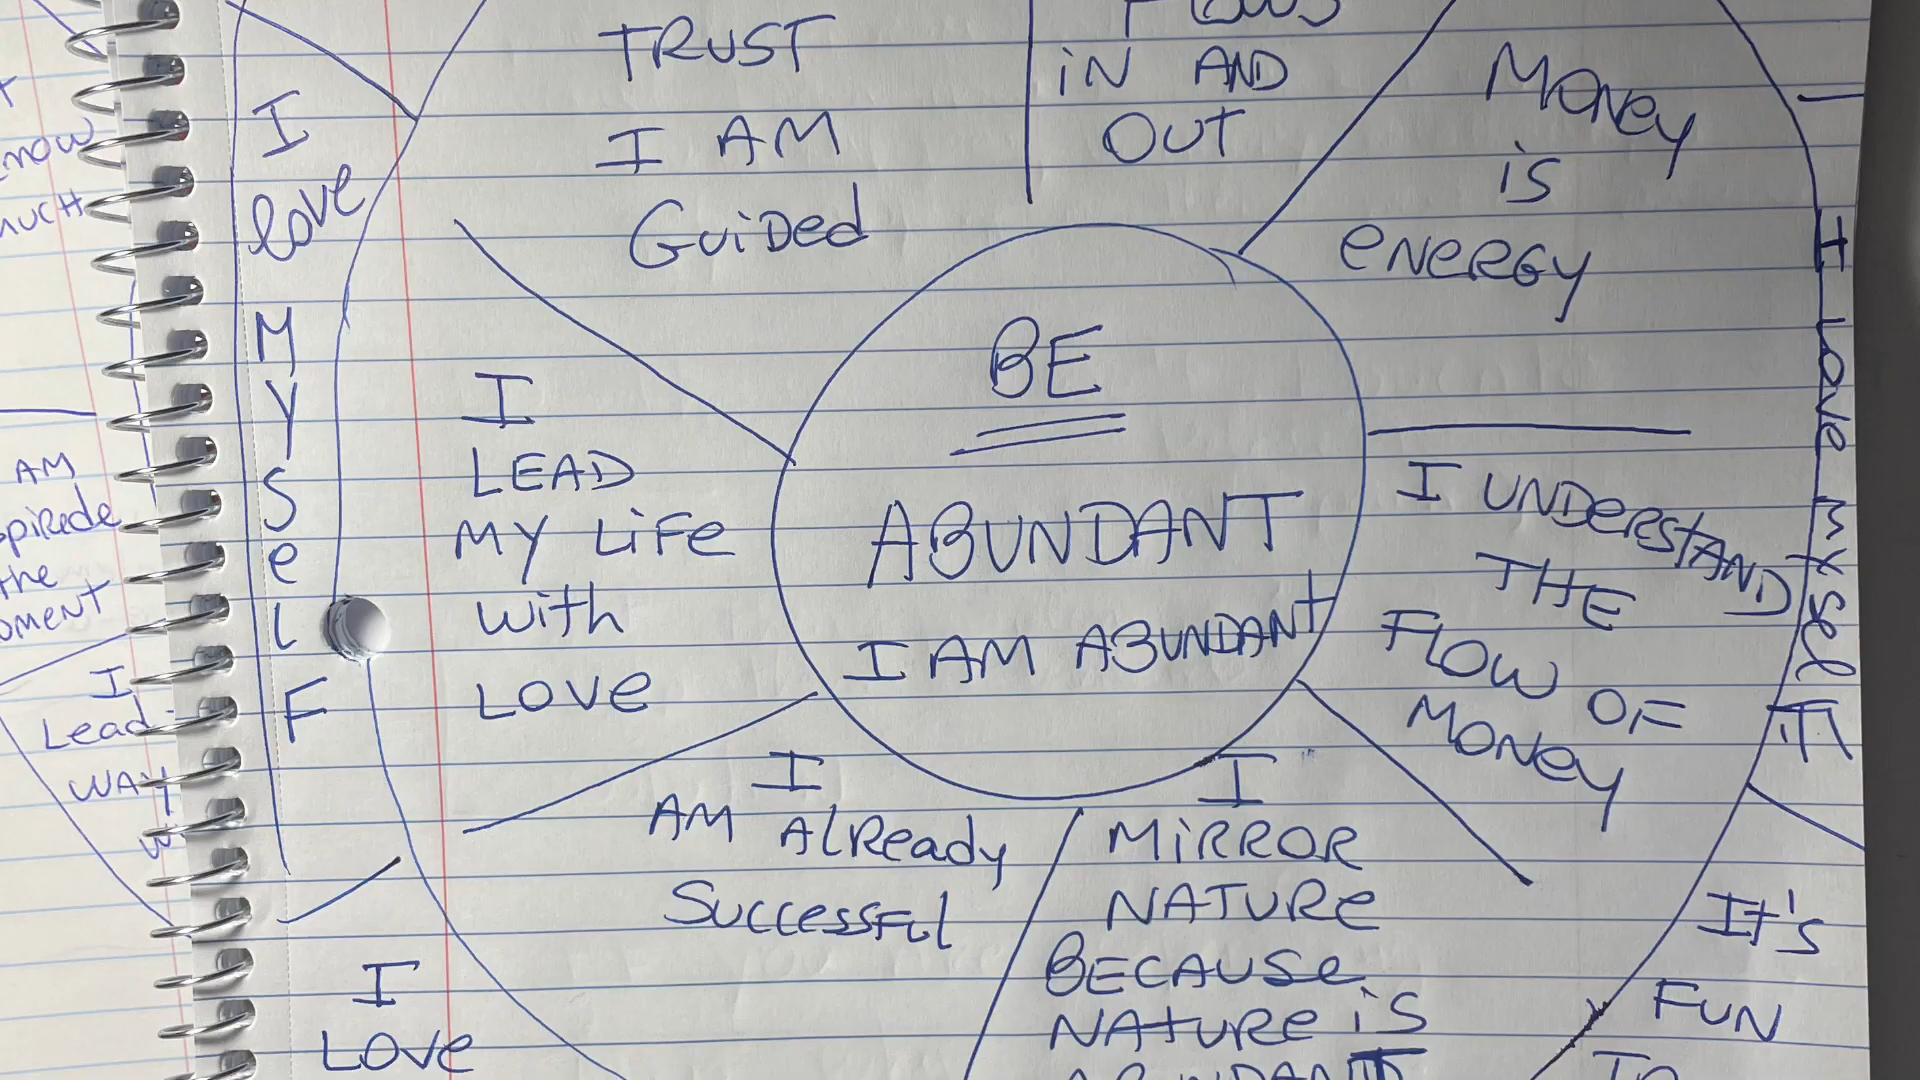 TRUST
I AM
GuiDed
iN AND
OUT
MONey
is
eNeRGY
I
love
MYSelF
I LOVE MYSelF
BE
ABUNDANT
I AM ABUNDANT
I
LEAD
MY LiFe
with
LOVe
I UNDeRSTAND
THE
FLOW OF
MONey
I
AM AlReady
SuccessFul
I
MiRROR
NATURe
BECAUSe
NATURe iS
ABUNDANT
It's
FUN
To
I
LOVe
AM
the
I
Lead
WAY